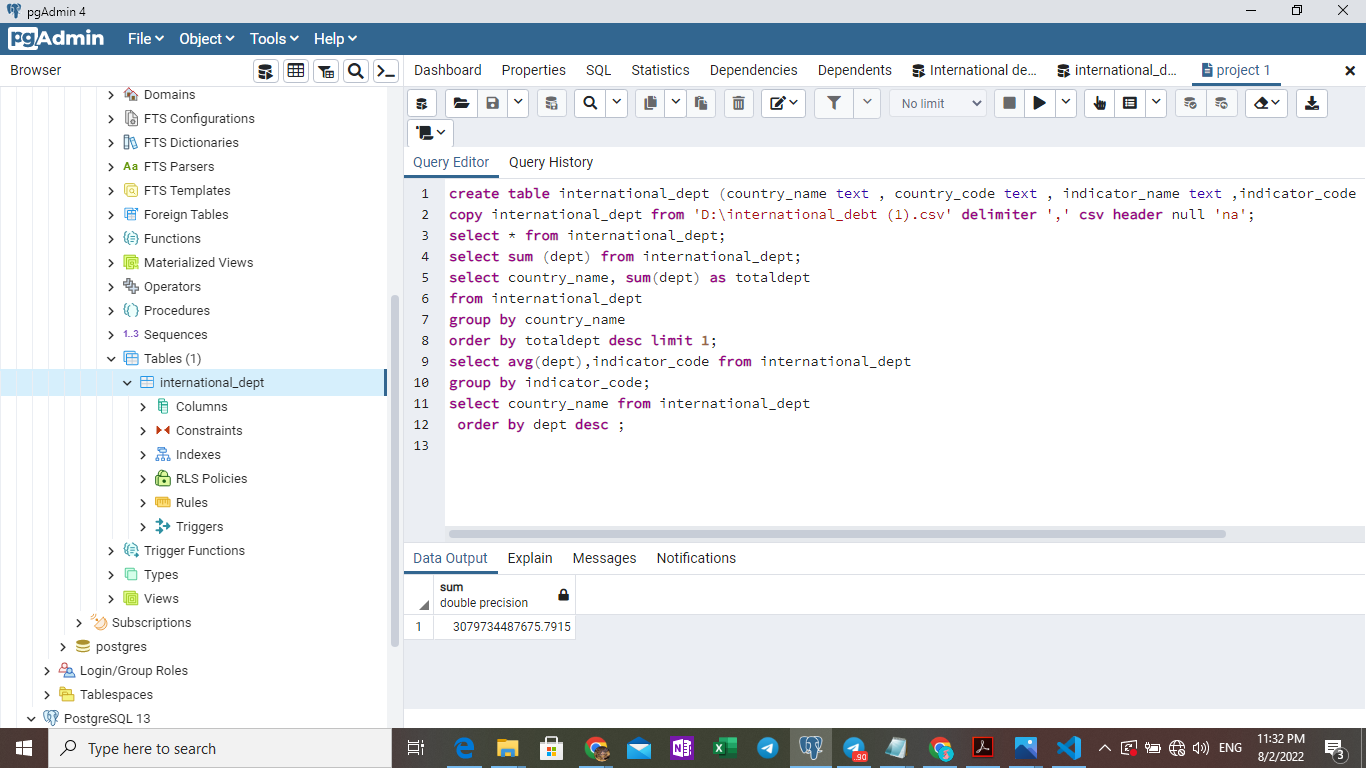 pgAdmin 4
pgAdmin
File
Object
Tools
Help
Browser
Dashboard
Properties
SQL
Statistics
Dependencies
Dependents
International de...
international_d...
project 1
Domains
FTS Configurations
FTS Dictionaries
Aa FTS Parsers
FTS Templates
Foreign Tables
Functions
Materialized Views
Operators
Procedures
1..3 Sequences
Tables (1)
international_dept
Columns
Constraints
Indexes
RLS Policies
Rules
Triggers
Trigger Functions
Types
Views
Subscriptions
postgres
Login/Group Roles
Tablespaces
PostgreSQL 13
No limit
Query Editor
Query History
1 create table international_dept (country_name text , country_code text , indicator_name text ,indicator_code
2 copy international_dept from 'D:\international_debt (1).csv' delimiter ',' csv header null 'na';
3 select * from international_dept;
4 select sum (dept) from international_dept;
5 select country_name, sum(dept) as totaldept
6 from international_dept
7 group by country_name
8 order by totaldept desc limit 1;
9 select avg(dept),indicator_code from international_dept
10 group by indicator_code;
11 select country_name from international_dept
12 order by dept desc ;
13
Data Output
Explain
Messages
Notifications
sum
double precision
1 3079734487675.7915
Type here to search
.90
ENG
11:32 PM
8/2/2022
3